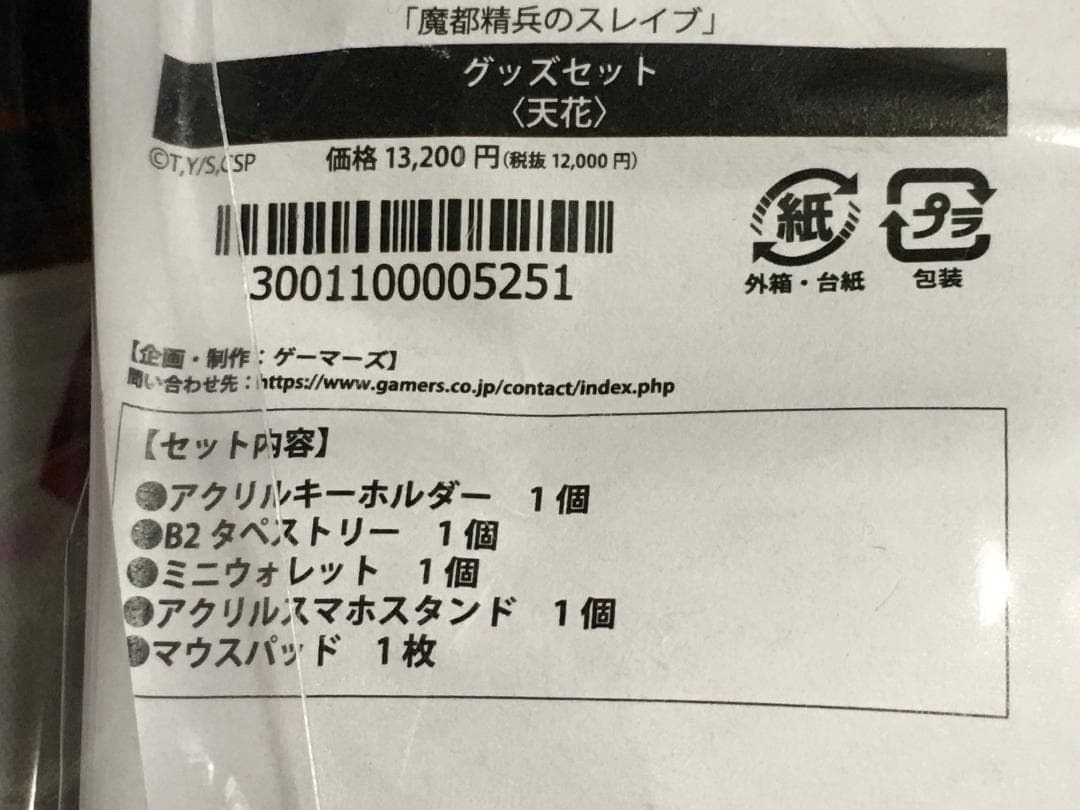 「魔都精兵のスレイブ」
グッズセット
〈天花〉
©T,Y/S,CSP 価格 13,200 円(税抜 12,000 円)
3001100005251
紙
外箱・台紙
プラ
包装
【企画・制作：ゲーマーズ】
問い合わせ先：https://www.gamers.co.jp/contact/index.php
【セット内容】
●アクリルキーホルダー 1個
●B2タペストリー 1個
●ミニウォレット 1個
●アクリルスマホスタンド 1個
●マウスパッド 1枚